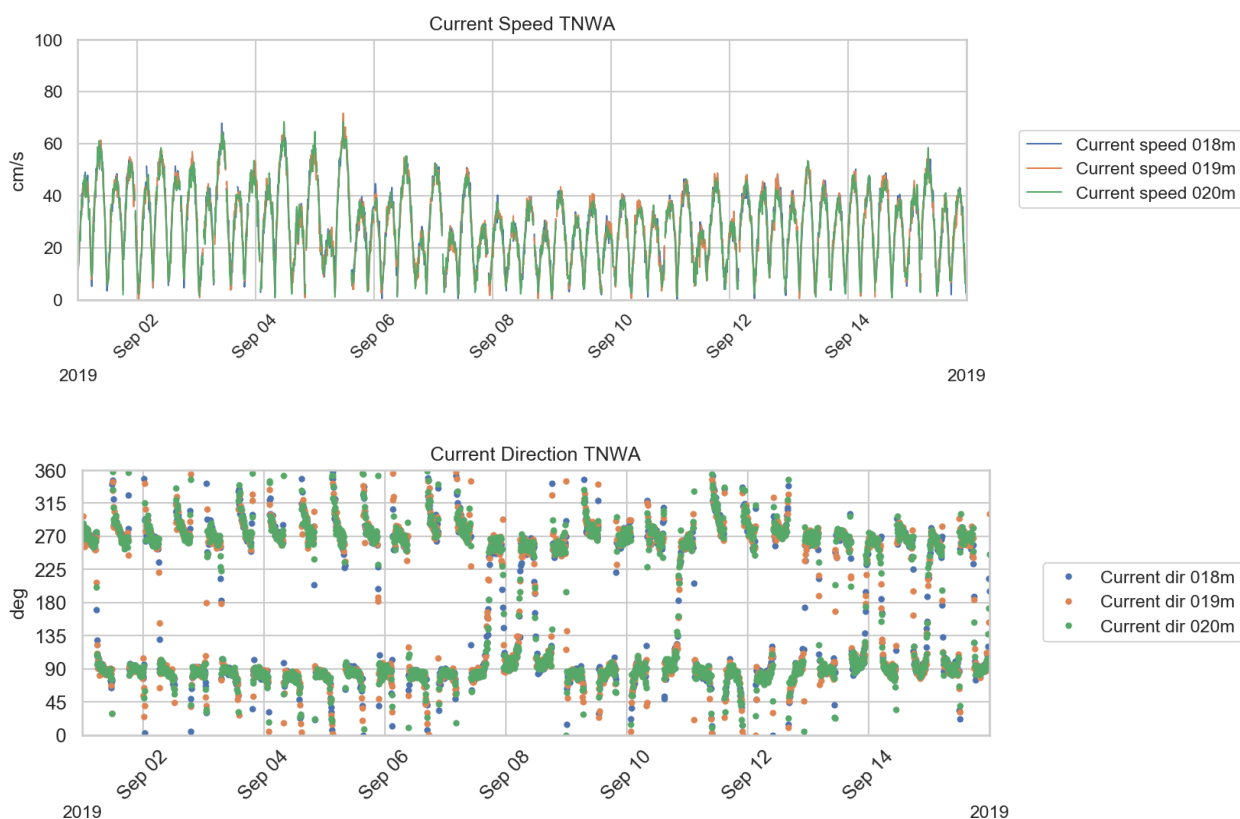 Current Speed TNWA
100
80
60
40
20
0
cm/s
Sep 02
Sep 04
Sep 06
Sep 08
Sep 10
Sep 12
Sep 14
2019
2019
Current speed 018m
Current speed 019m
Current speed 020m
Current Direction TNWA
360
315
270
225
180
135
90
45
0
deg
Sep 02
Sep 04
Sep 06
Sep 08
Sep 10
Sep 12
Sep 14
2019
2019
Current dir 018m
Current dir 019m
Current dir 020m